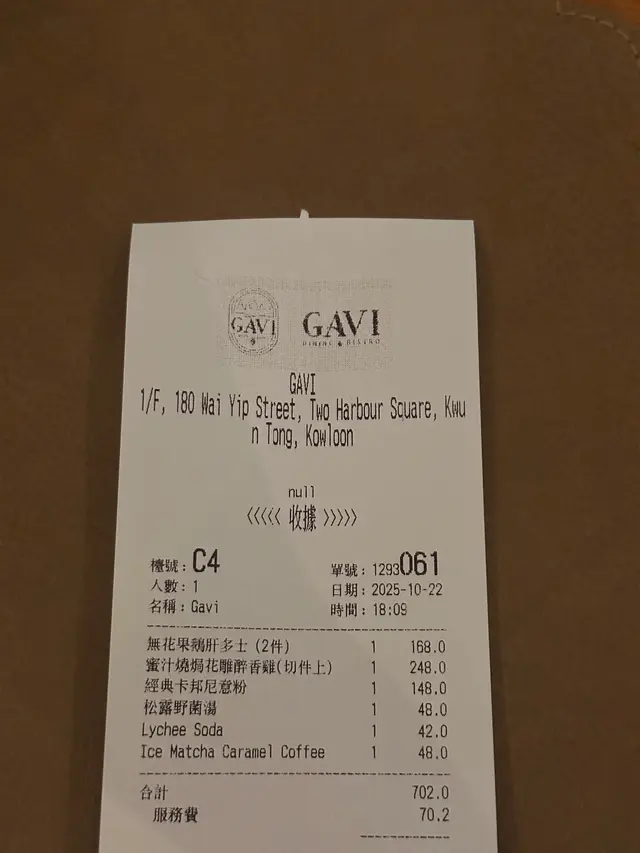 GAVI
GAVI
DINING BISTRO
GAVI
1/F, 180 Wai Yip Street, Two Harbour Square, Kwu
n Tong, Kowloon
null
<<<<< 收據 >>>>>
檯號: C4 單號: 1293061
人數: 1 日期: 2025-10-22
名稱: Gavi 時間: 18:09
無花果鵝肝多士 (2件) 1 168.0
蜜汁燒焗花雕醉香雞(切件上) 1 248.0
經典卡邦尼意粉 1 148.0
松露野菌湯 1 48.0
Lychee Soda 1 42.0
Ice Matcha Caramel Coffee 1 48.0
合計 702.0
服務費 70.2